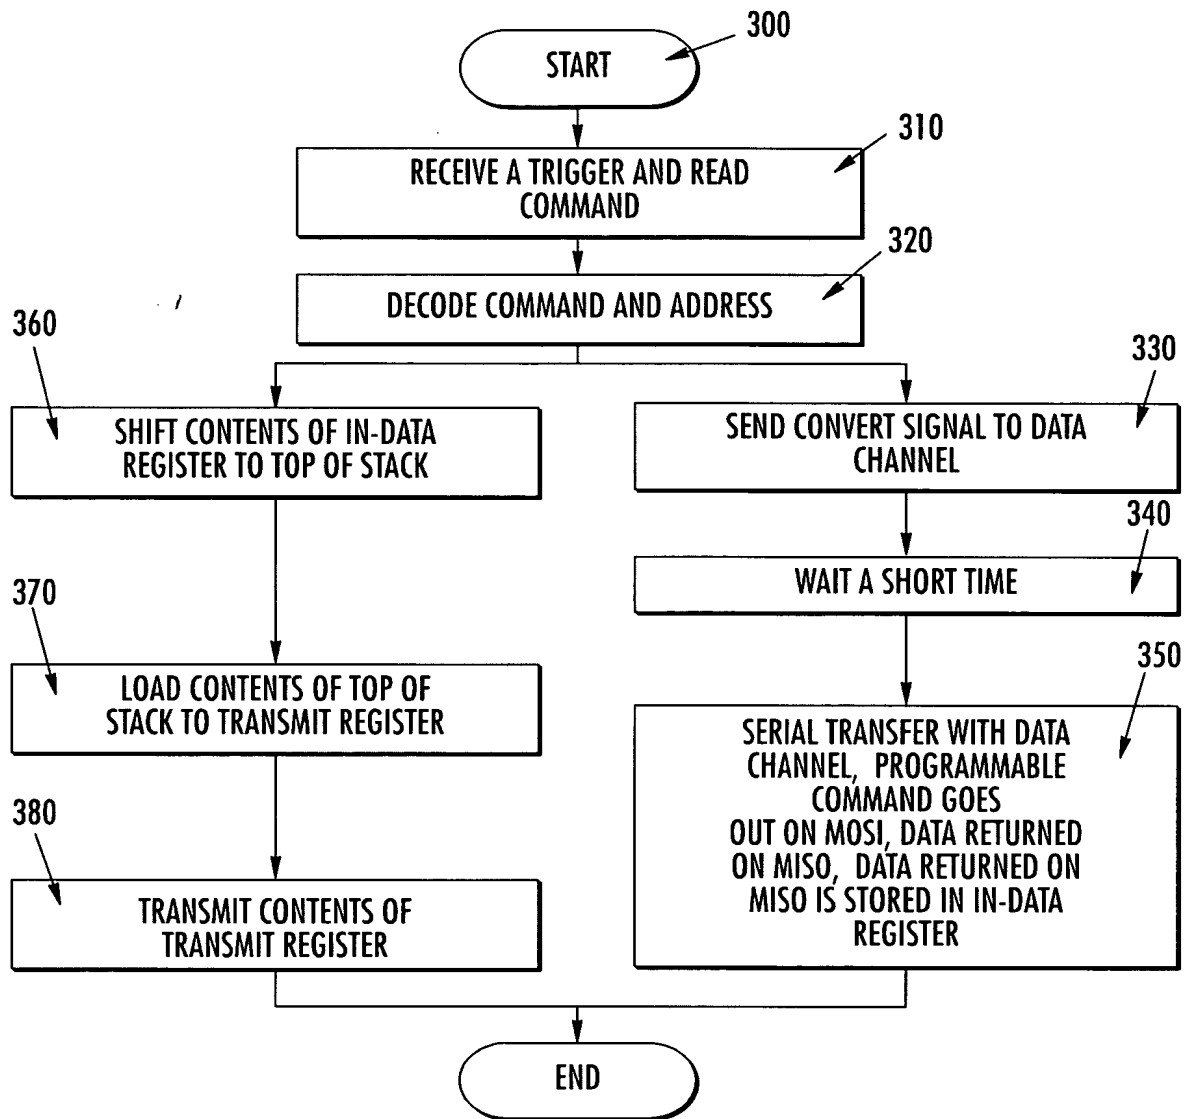 300
START
310
RECEIVE A TRIGGER AND READ
COMMAND
320
DECODE COMMAND AND ADDRESS
360
SHIFT CONTENTS OF IN-DATA
REGISTER TO TOP OF STACK
330
SEND CONVERT SIGNAL TO DATA
CHANNEL
340
WAIT A SHORT TIME
370
LOAD CONTENTS OF TOP OF
STACK TO TRANSMIT REGISTER
350
SERIAL TRANSFER WITH DATA
CHANNEL, PROGRAMMABLE
COMMAND GOES
OUT ON MOSI, DATA RETURNED
ON MISO, DATA RETURNED ON
MISO IS STORED IN IN-DATA
REGISTER
380
TRANSMIT CONTENTS OF
TRANSMIT REGISTER
END